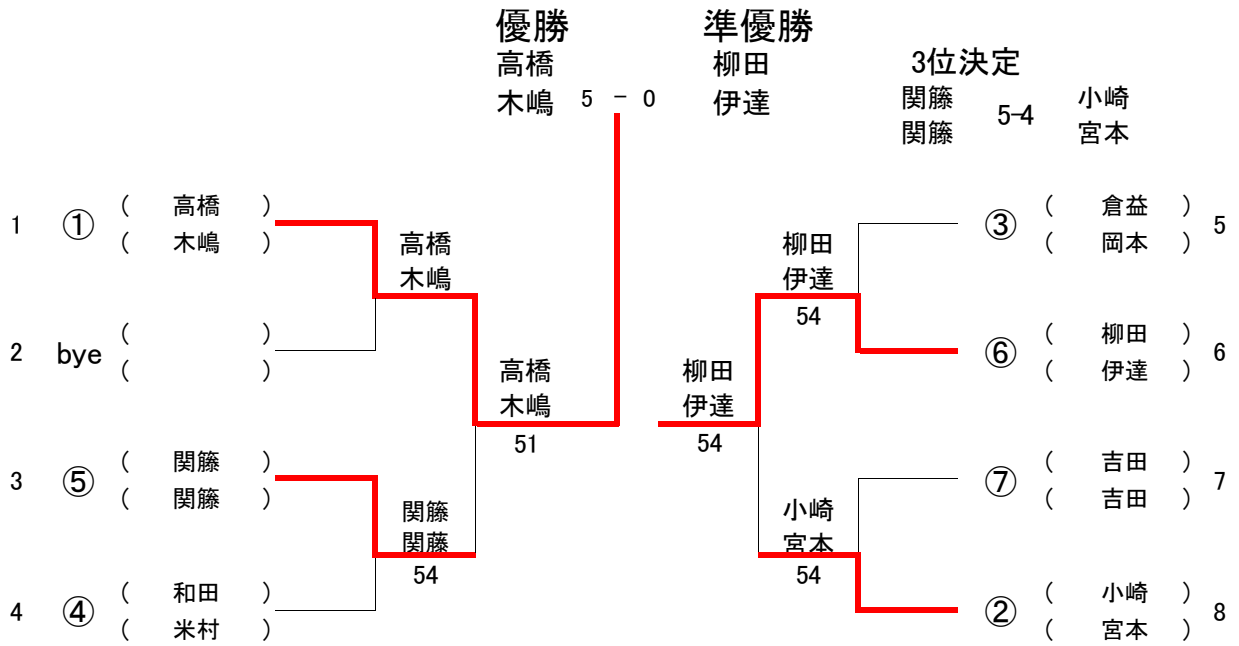 優勝 準優勝
高橋 柳田 3位決定
木嶋 5 － 0 伊達 関籐 5-4 小崎
関籐 宮本
1 ① ( 高橋 ) ③ ( 倉益 ) 5
( 木嶋 ) ( 岡本 )
高橋 柳田
木嶋 伊達
54
2 bye ( ) ⑥ ( 柳田 ) 6
( ) ( 伊達 )
高橋 柳田
木嶋 伊達
51 54
3 ⑤ ( 関籐 ) ⑦ ( 吉田 ) 7
( 関籐 ) ( 吉田 )
関籐 小崎
関藤 宮本
54 54
4 ④ ( 和田 ) ② ( 小崎 ) 8
( 米村 ) ( 宮本 )